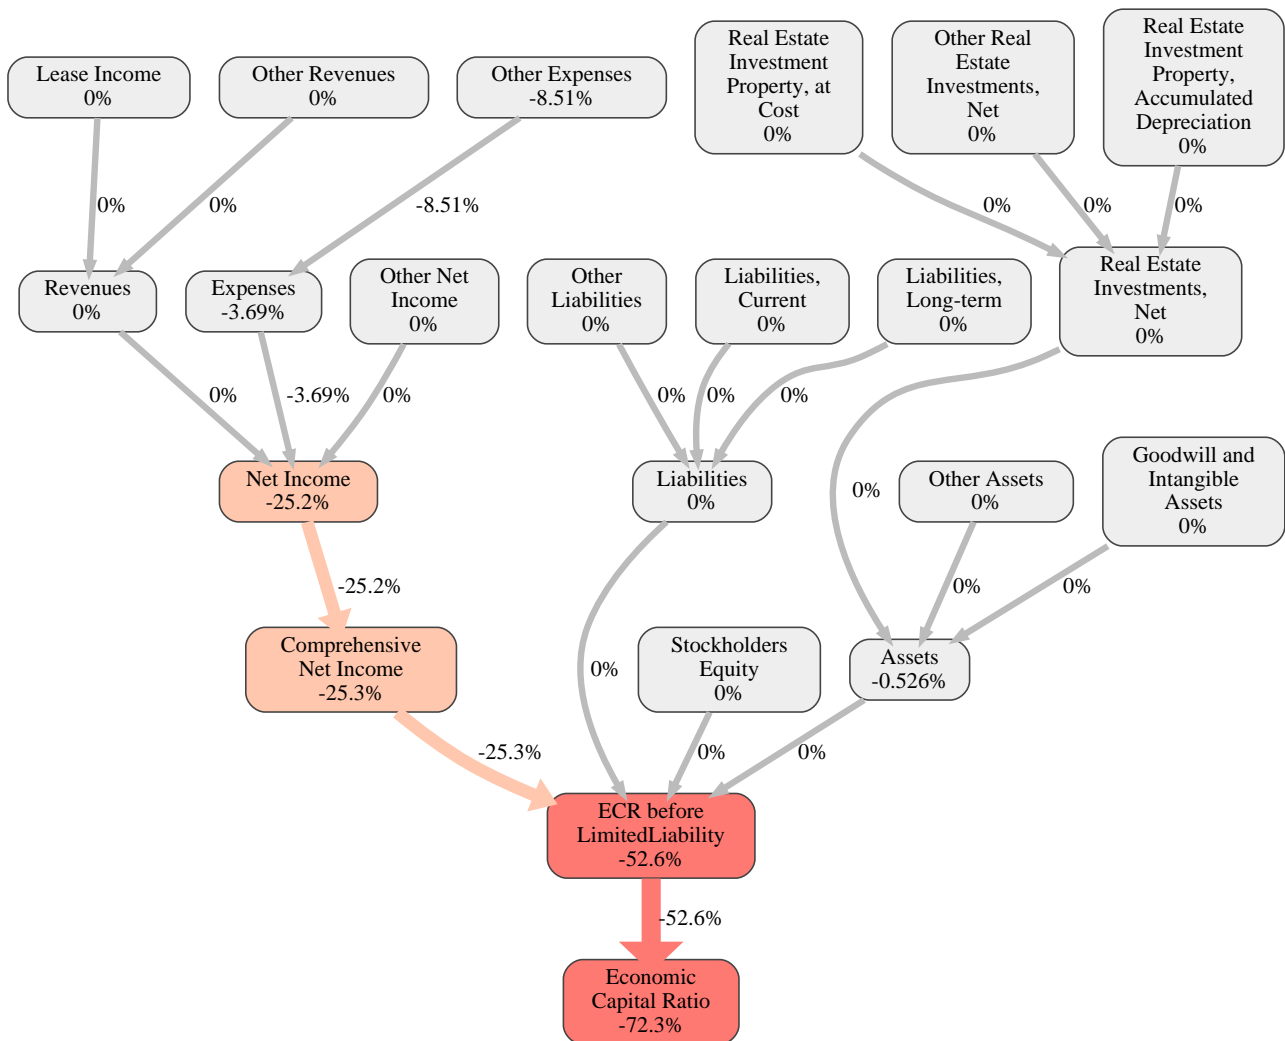 Lease Income
0%
Other Revenues
0%
Other Expenses
-8.51%
Real Estate
Investment
Property, at
Cost
0%
Other Real
Estate
Investments,
Net
0%
Real Estate
Investment
Property,
Accumulated
Depreciation
0%
0%
0%
-8.51%
0%
0%
0%
Revenues
0%
Expenses
-3.69%
Other Net
Income
0%
Other
Liabilities
0%
Liabilities,
Current
0%
Liabilities,
Long-term
0%
Real Estate
Investments,
Net
0%
0%
-3.69%
0%
0%
0%
0%
0%
Net Income
-25.2%
Liabilities
0%
Other Assets
0%
Goodwill and
Intangible
Assets
0%
-25.2%
0%
0%
Comprehensive
Net Income
-25.3%
0%
Stockholders
Equity
0%
Assets
-0.526%
-25.3%
0%
0%
ECR before
LimitedLiability
-52.6%
-52.6%
Economic
Capital Ratio
-72.3%